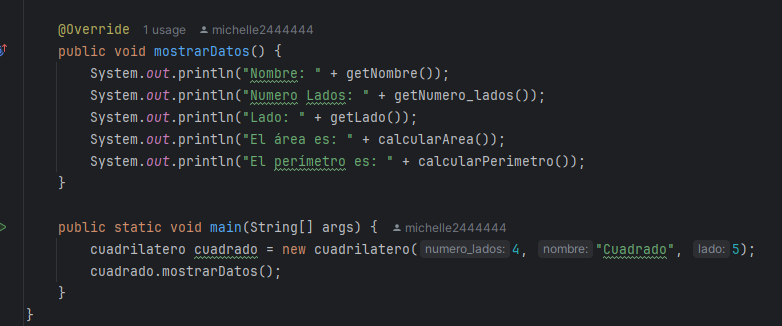 @Override 1 usage michelle2444444
public void mostrarDatos() {
System.out.println("Nombre: " + getNombre());
System.out.println("Numero Lados: " + getNumero_lados());
System.out.println("Lado: " + getLado());
System.out.println("El área es: " + calcularArea());
System.out.println("El perimetro es: " + calcularPerimetro());
}
public static void main(String[] args) { michelle2444444
cuadrilatero cuadrado = new cuadrilatero( numero_lados: 4, nombre: "Cuadrado", lado: 5);
cuadrado.mostrarDatos();
}
}